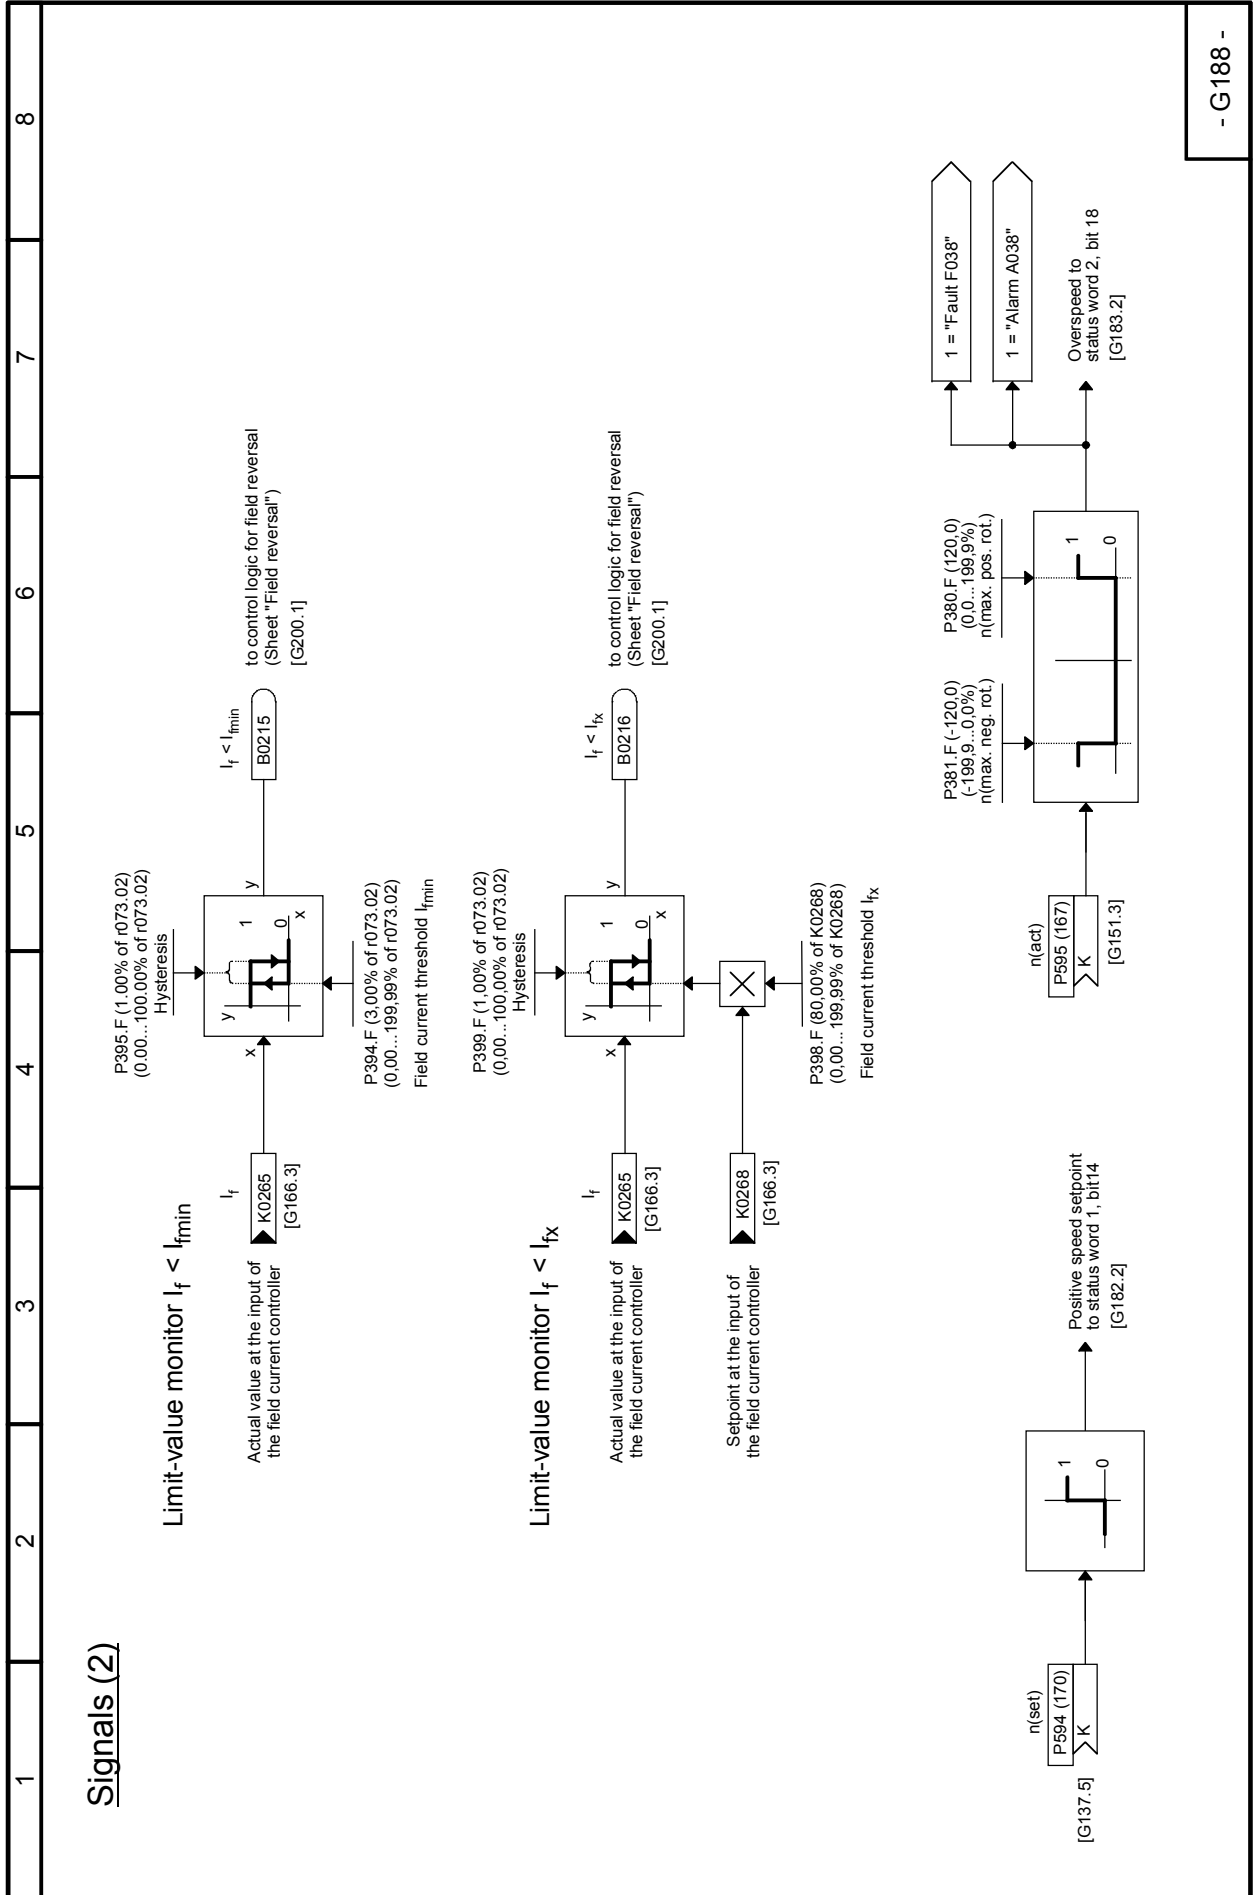 1 2 3 4 5 6 7 8
Signals (2)
Limit-value monitor If < Ifmin
P395.F (1.00% of r073.02)
(0.00...100.00% of r073.02)
Hysteresis
y
1
0
x
x
y
If
K0265
[G166.3]
Actual value at the input of
the field current controller
P394.F (3,00% of r073.02)
(0,00...199,99% of r073.02)
Field current threshold Ifmin
If < Ifmin
B0215
to control logic for field reversal
(Sheet "Field reversal")
[G200.1]
Limit-value monitor If < Ifx
P399.F (1,00% of r073.02)
(0,00...100,00% of r073.02)
Hysteresis
y
1
0
x
x
y
If
K0265
[G166.3]
Actual value at the input of
the field current controller
If < Ifx
B0216
to control logic for field reversal
(Sheet "Field reversal")
[G200.1]
Setpoint at the input of
the field current controller
K0268
[G166.3]
P398.F (80,00% of K0268)
(0,00...199,99% of K0268)
Field current threshold Ifx
n(set)
P594 (170)
K
[G137.5]
1
0
Positive speed setpoint
to status word 1, bit14
[G182.2]
n(act)
P595 (167)
K
[G151.3]
P381.F (-120,0)
(-199,9...0,0%)
n(max. neg. rot.)
P380.F (120,0)
(0,0...199,9%)
n(max. pos. rot.)
1
0
1 = "Fault F038"
1 = "Alarm A038"
Overspeed to
status word 2, bit 18
[G183.2]
- G188 -